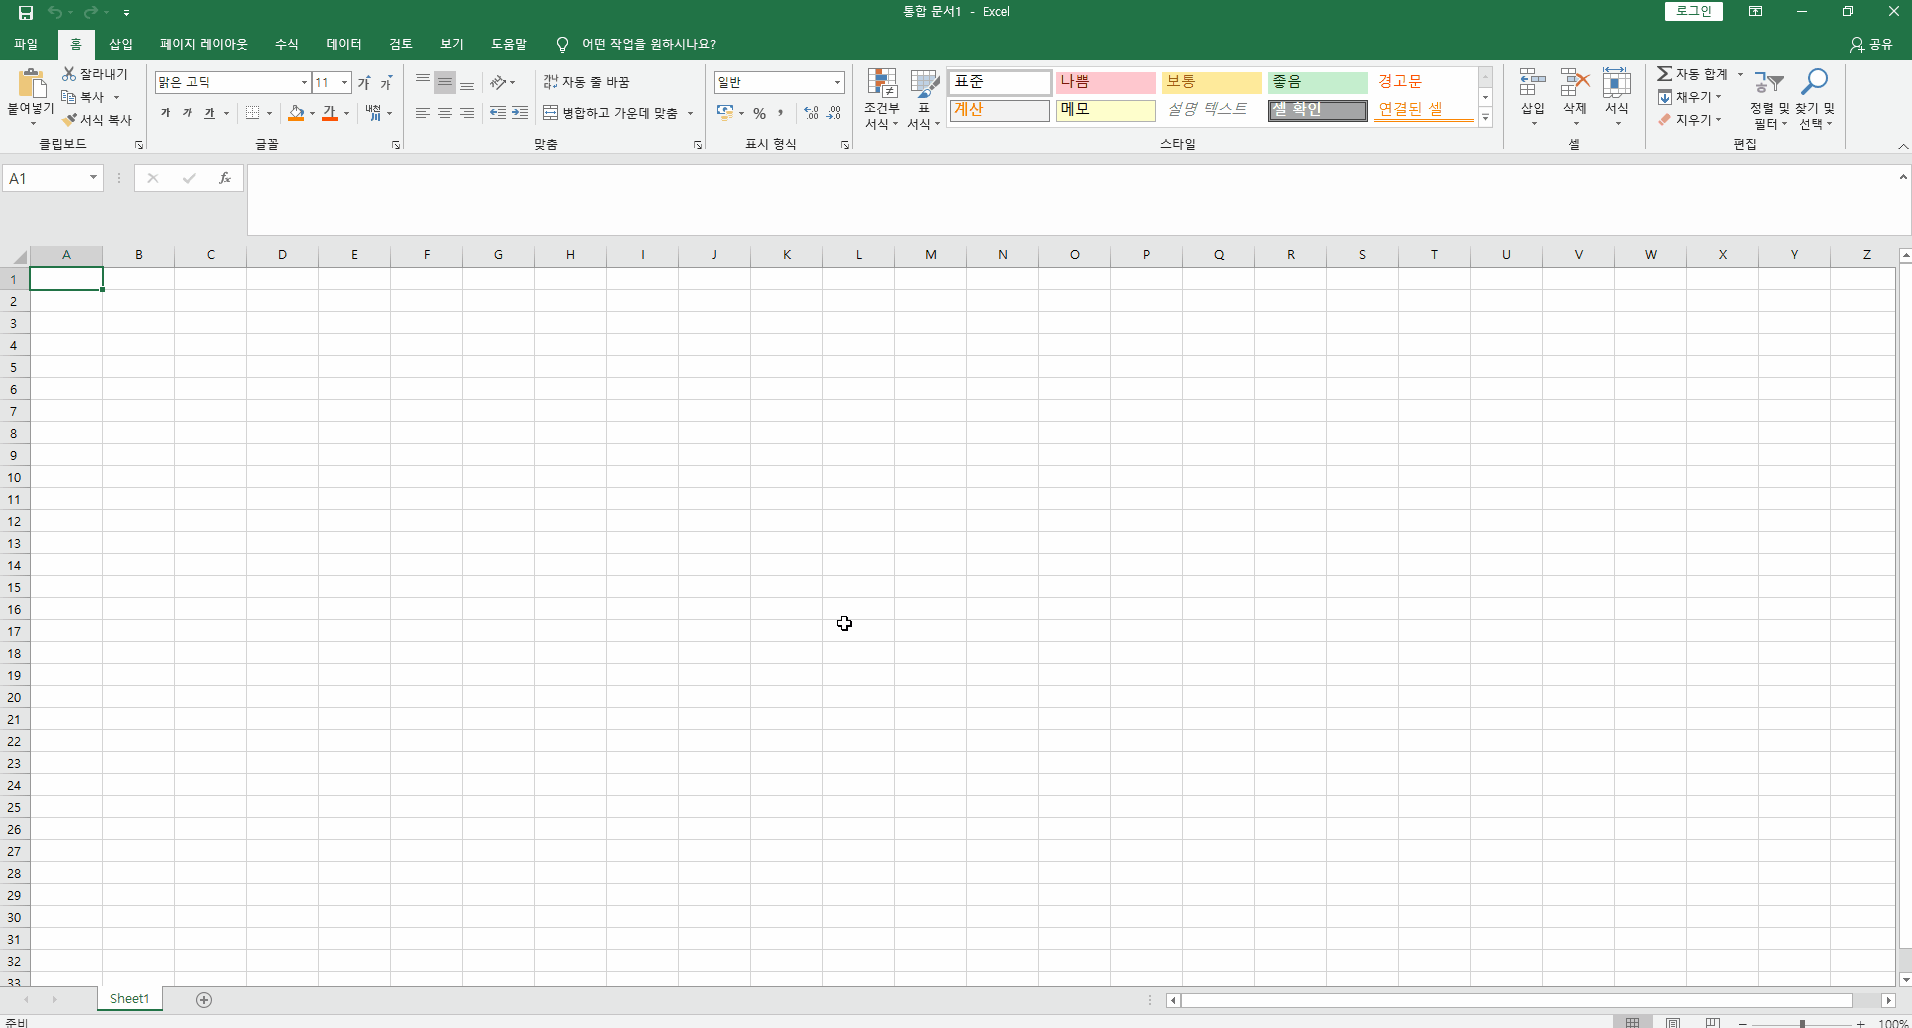 통합 문서1 - Excel
로그인
파일 홈 삽입 페이지 레이아웃 수식 데이터 검토 보기 도움말 어떤 작업을 원하시나요? 공유
붙여넣기
잘라내기
복사
서식 복사
클립보드
맑은 고딕 11 가 가
가 가 가 가 내천
글꼴
자동 줄 바꿈
병합하고 가운데 맞춤
맞춤
일반
% ,
표시 형식
조건부 서식
표 서식
표준 나쁨 보통 좋음 경고문
계산 메모 설명 텍스트 셀 확인 연결된 셀
스타일
삽입 삭제 서식
셀
자동 합계
채우기
지우기
정렬 및 필터
찾기 및 선택
편집
A1 fx
A B C D E F G H I J K L M N O P Q R S T U V W X Y Z
1
2
3
4
5
6
7
8
9
10
11
12
13
14
15
16
17
18
19
20
21
22
23
24
25
26
27
28
29
30
31
32
33
Sheet1
준비 100%